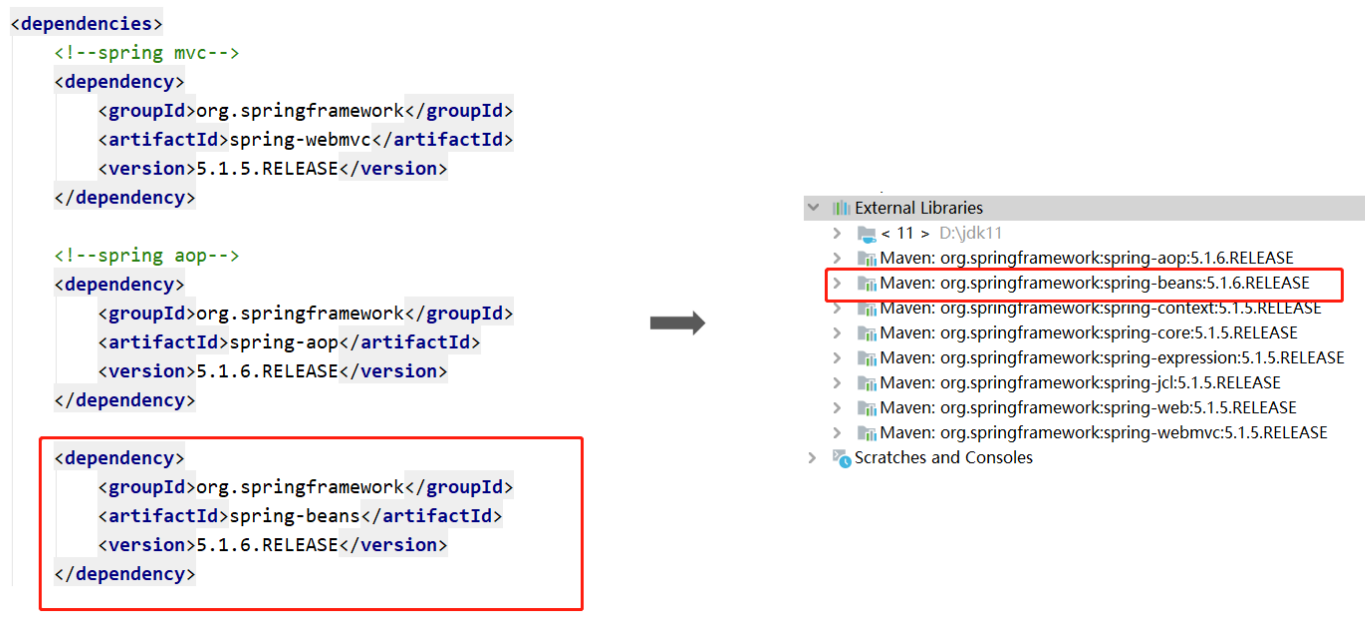 <dependencies>
<!--spring mvc-->
<dependency>
<groupId>org.springframework</groupId>
<artifactId>spring-webmvc</artifactId>
<version>5.1.5.RELEASE</version>
</dependency>
<!--spring aop-->
<dependency>
<groupId>org.springframework</groupId>
<artifactId>spring-aop</artifactId>
<version>5.1.6.RELEASE</version>
</dependency>
<dependency>
<groupId>org.springframework</groupId>
<artifactId>spring-beans</artifactId>
<version>5.1.6.RELEASE</version>
</dependency>
External Libraries
< 11 > D:\jdk11
Maven: org.springframework:spring-aop:5.1.6.RELEASE
Maven: org.springframework:spring-beans:5.1.6.RELEASE
Maven: org.springframework:spring-context:5.1.5.RELEASE
Maven: org.springframework:spring-core:5.1.5.RELEASE
Maven: org.springframework:spring-expression:5.1.5.RELEASE
Maven: org.springframework:spring-jcl:5.1.5.RELEASE
Maven: org.springframework:spring-web:5.1.5.RELEASE
Maven: org.springframework:spring-webmvc:5.1.5.RELEASE
Scratches and Consoles